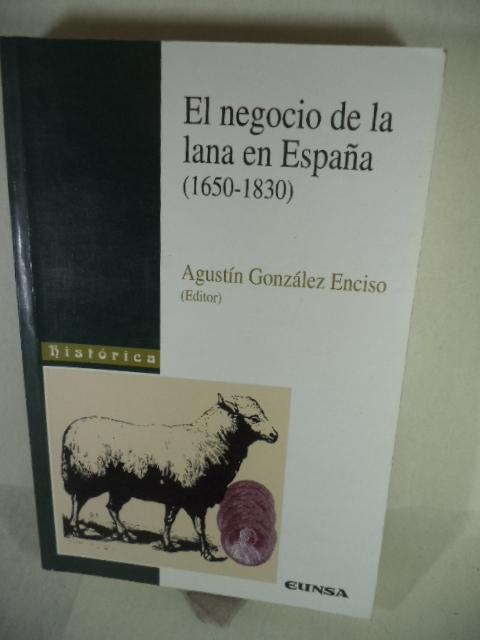 El negocio de la
lana en España
(1650-1830)
Agustín González Enciso
(Editor)
histórica
EUNSA